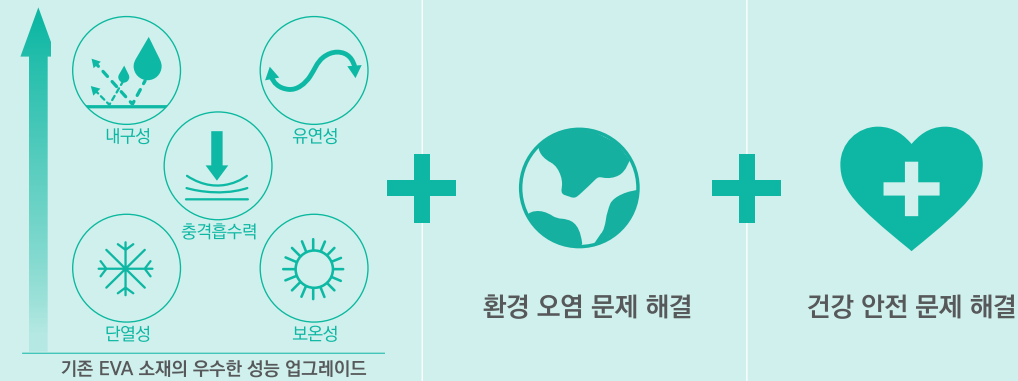 내구성
유연성
충격흡수력
단열성
보온성
기존 EVA 소재의 우수한 성능 업그레이드
환경 오염 문제 해결
건강 안전 문제 해결